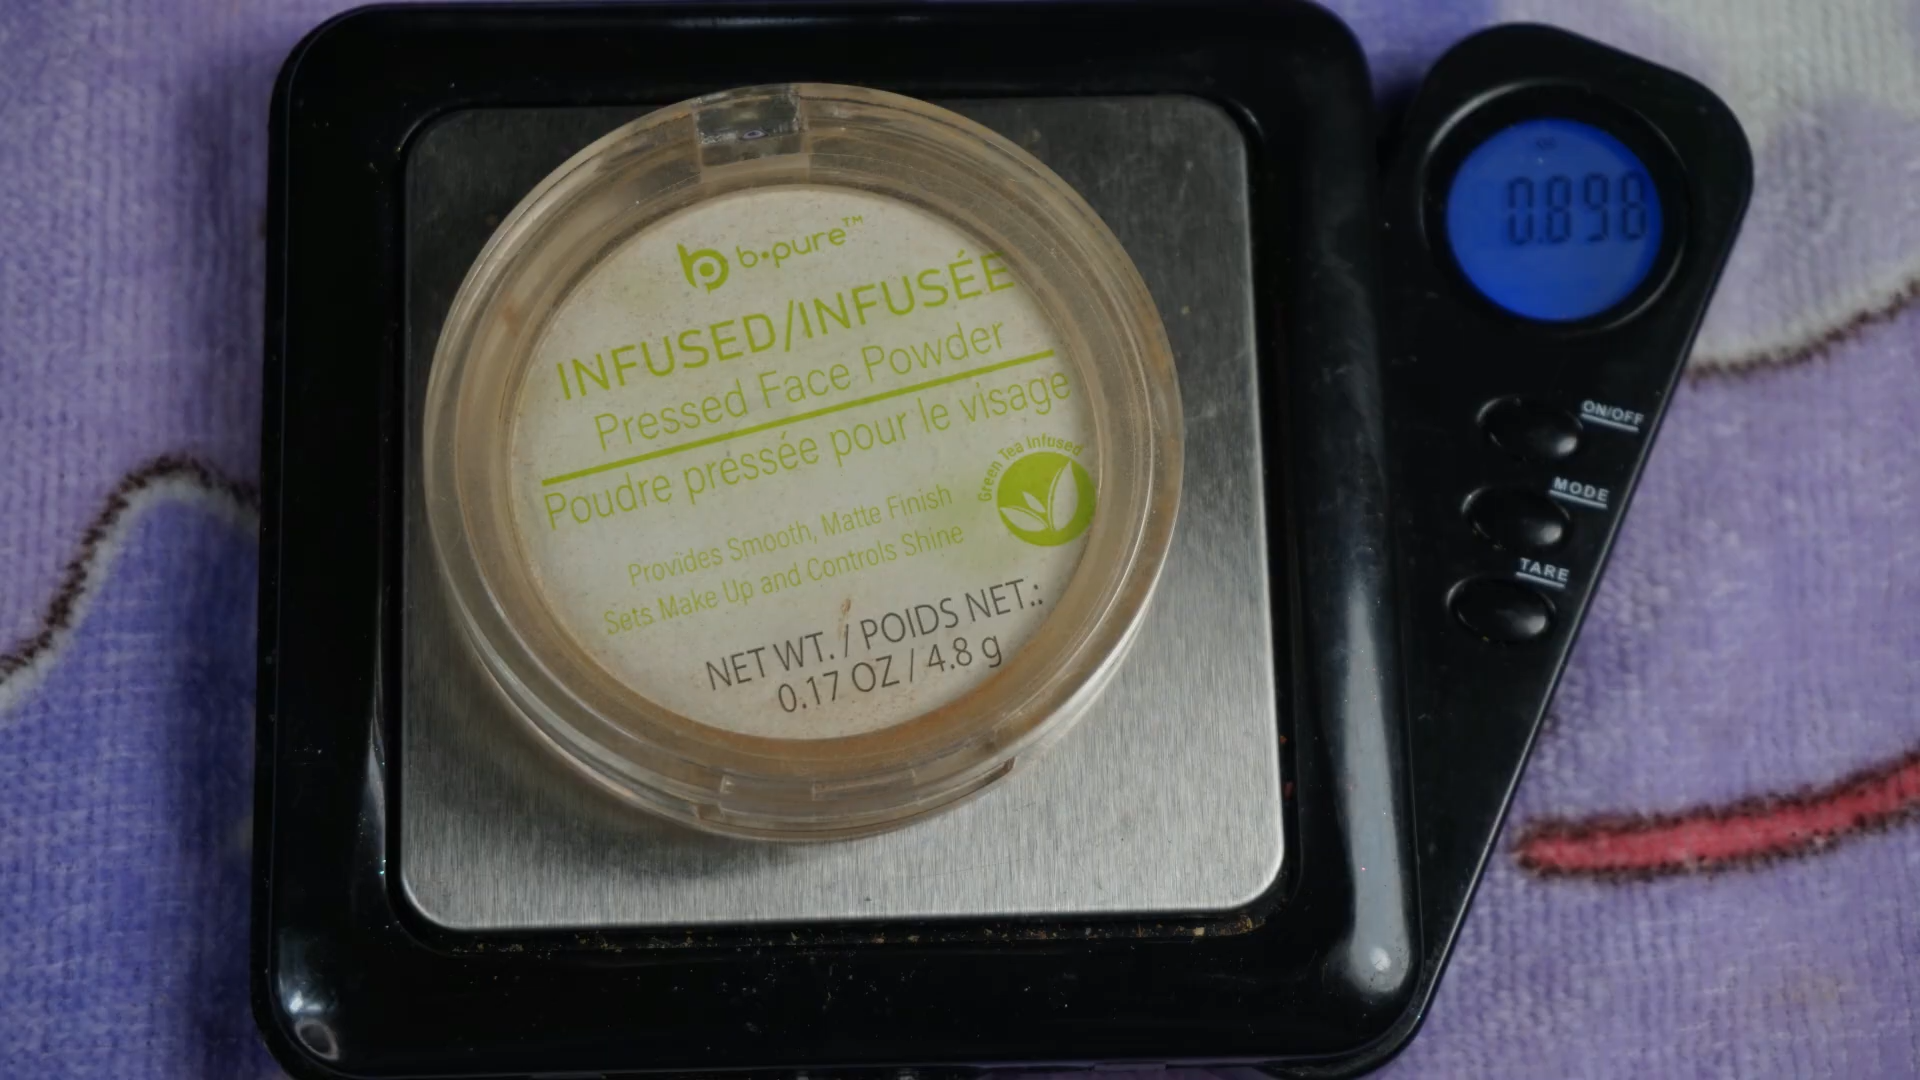 b•pure™
INFUSED/INFUSÉE
Pressed Face Powder
Poudre pressée pour le visage
Green Tea Infused
Provides Smooth, Matte Finish
Sets Make Up and Controls Shine
NET WT. / POIDS NET.:
0.17 OZ / 4.8 g
0.898
ON/OFF
MODE
TARE